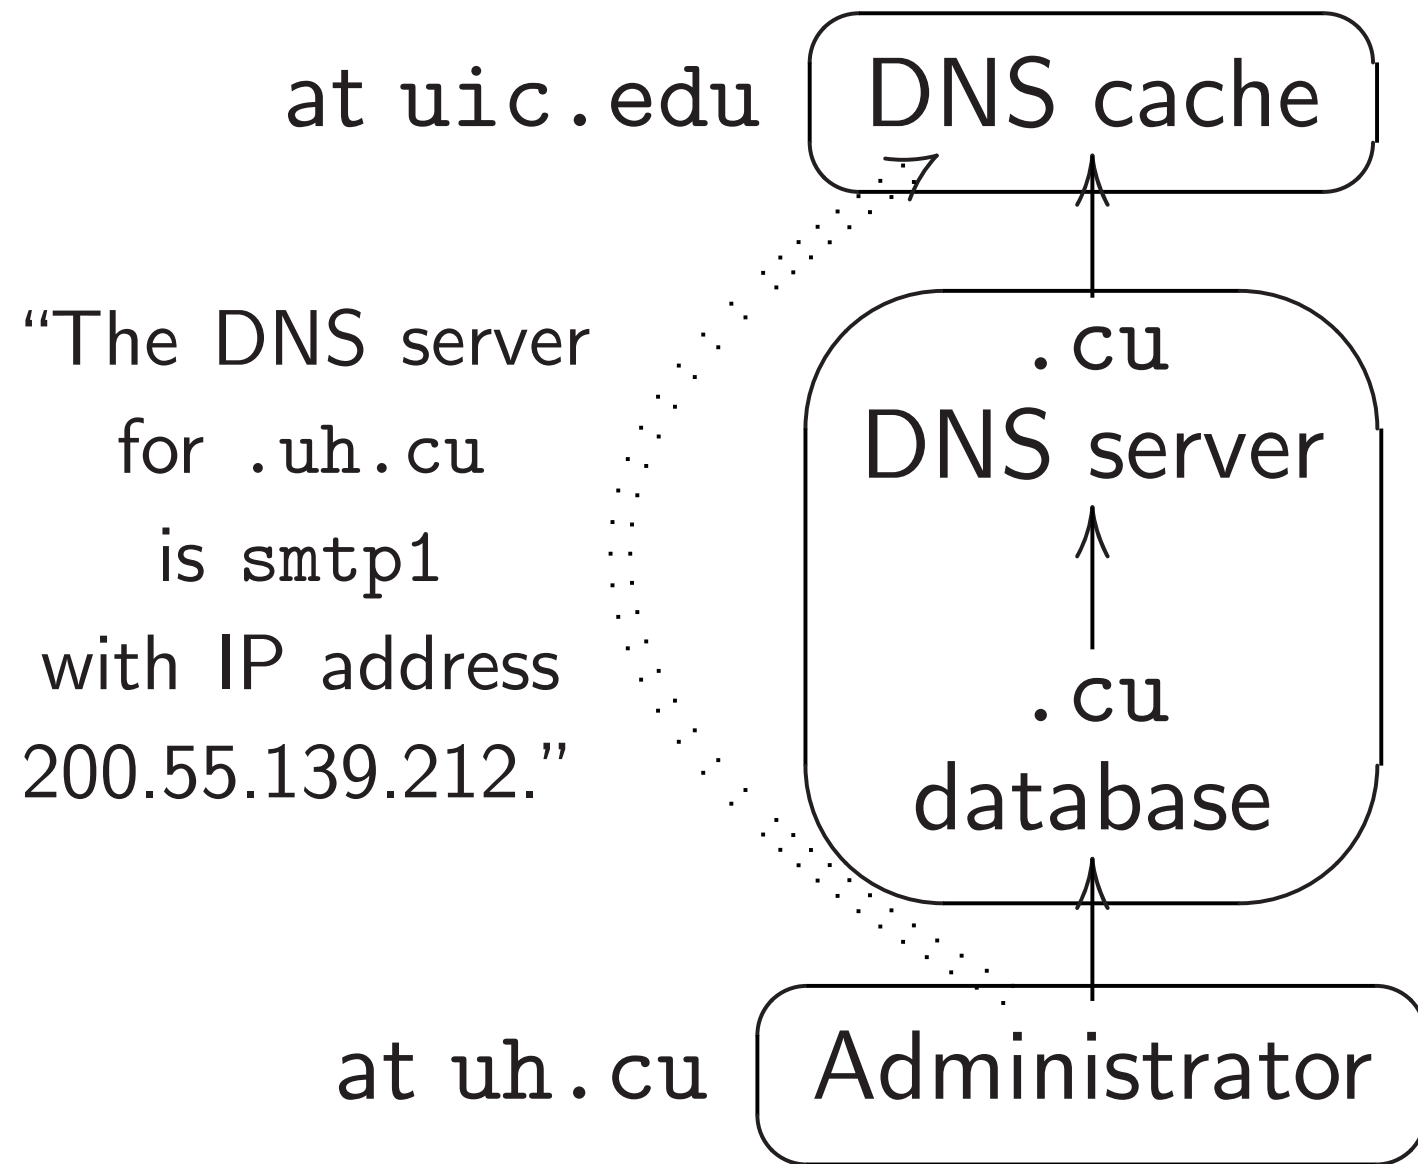 at uic.edu DNS cache
“The DNS server
for .uh.cu
is smtp1
with IP address
200.55.139.212.”
.cu
DNS server
.cu
database
at uh.cu Administrator